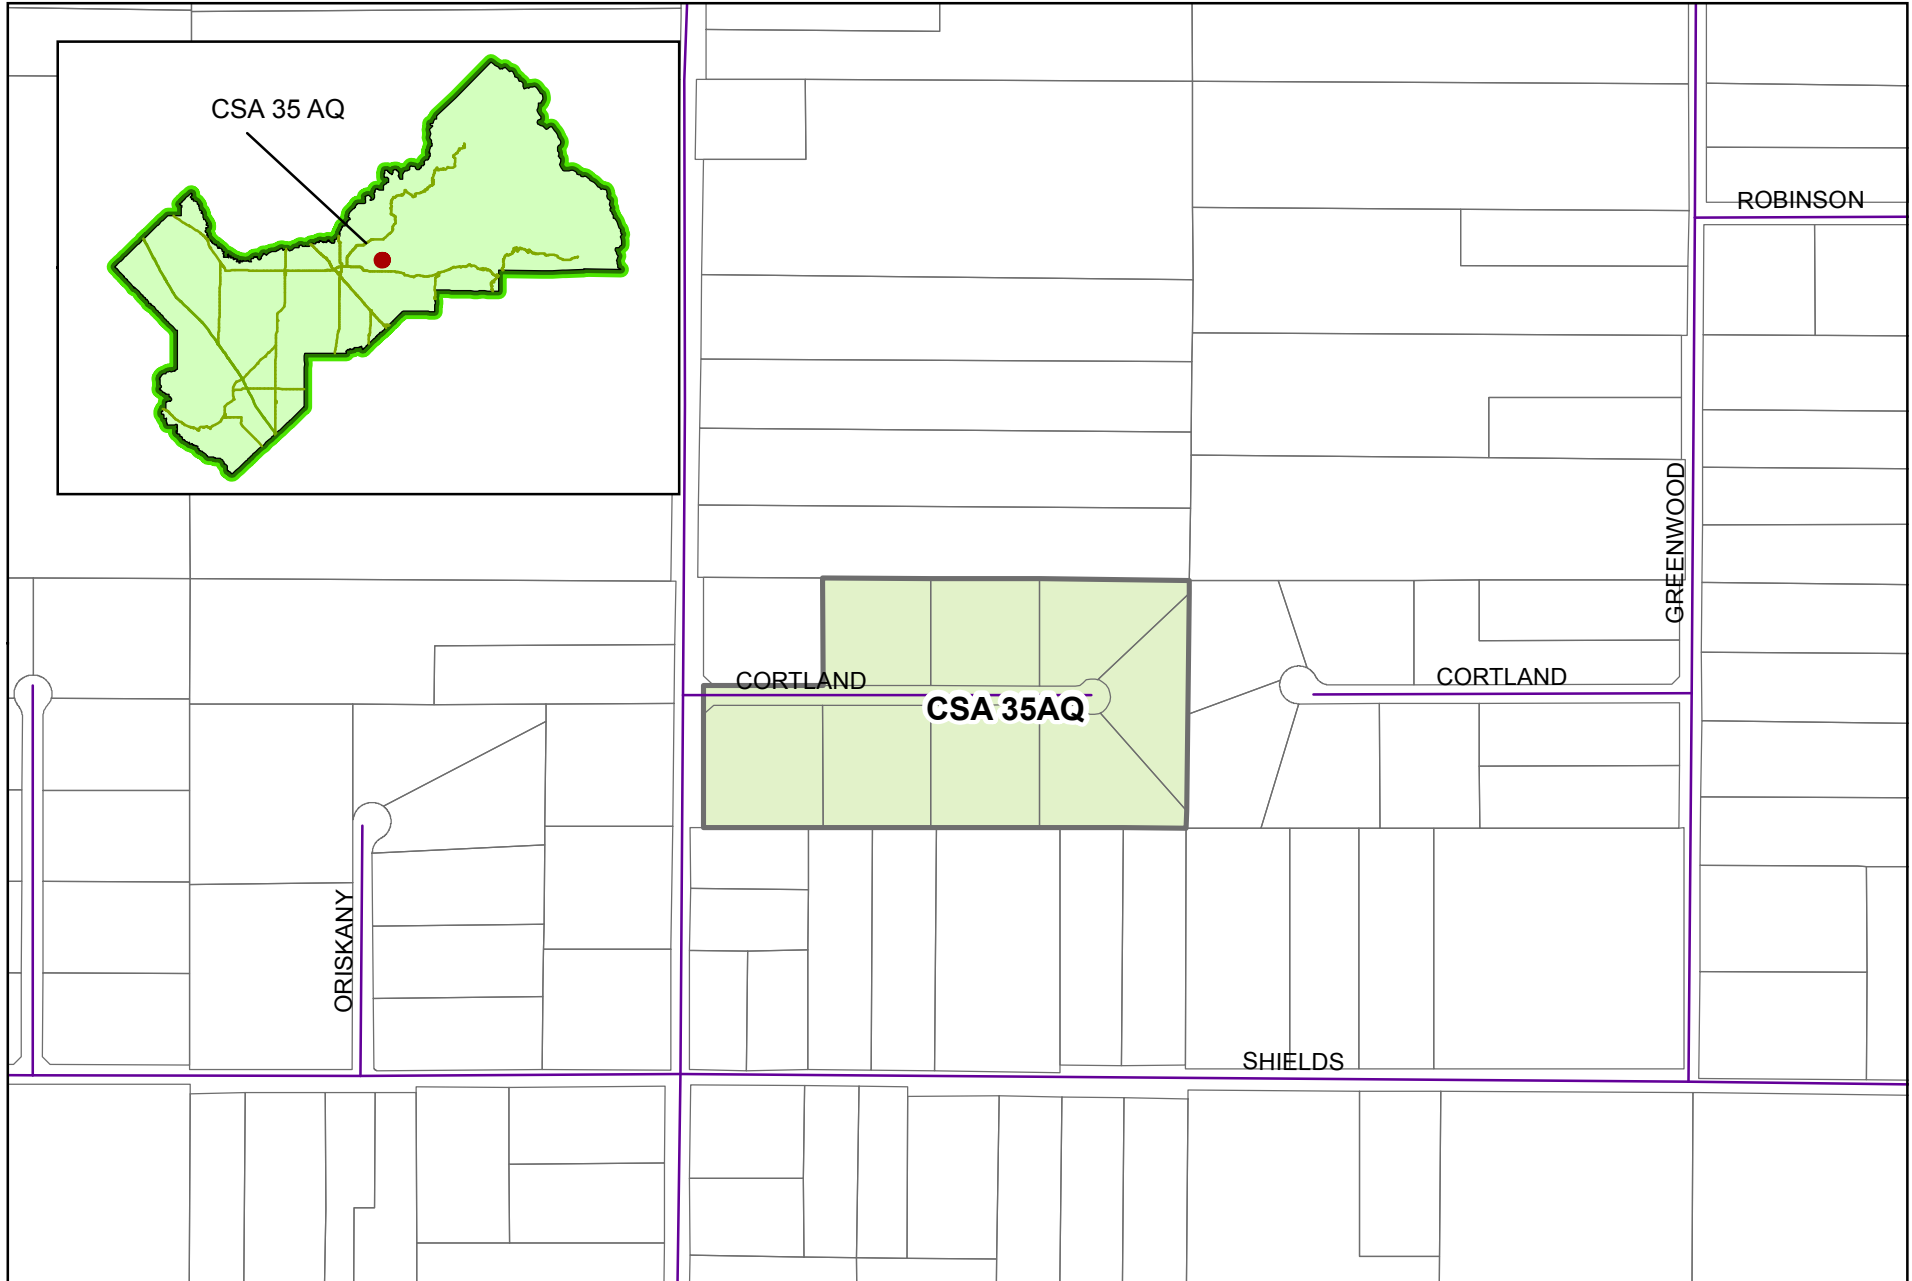 CSA 35 AQ
ROBINSON
GREENWOOD
CORTLAND
CORTLAND
CSA 35AQ
ORISKANY
SHIELDS